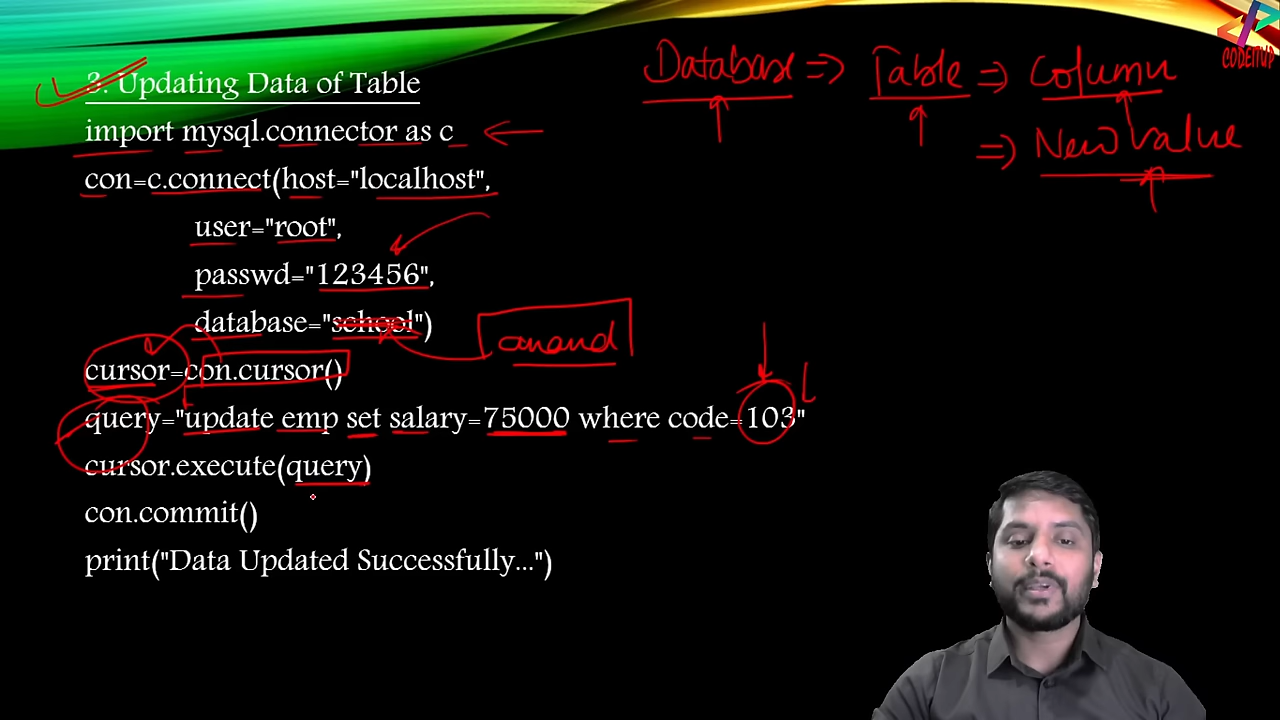 CODEITUP
Database => Table => Column
=> New Value
3. Updating Data of Table
import mysql.connector as c
con=c.connect(host="localhost",
user="root",
passwd="123456",
database="school")
anand
cursor=con.cursor()
query="update emp set salary=75000 where code=103"
cursor.execute(query)
con.commit()
print("Data Updated Successfully...")